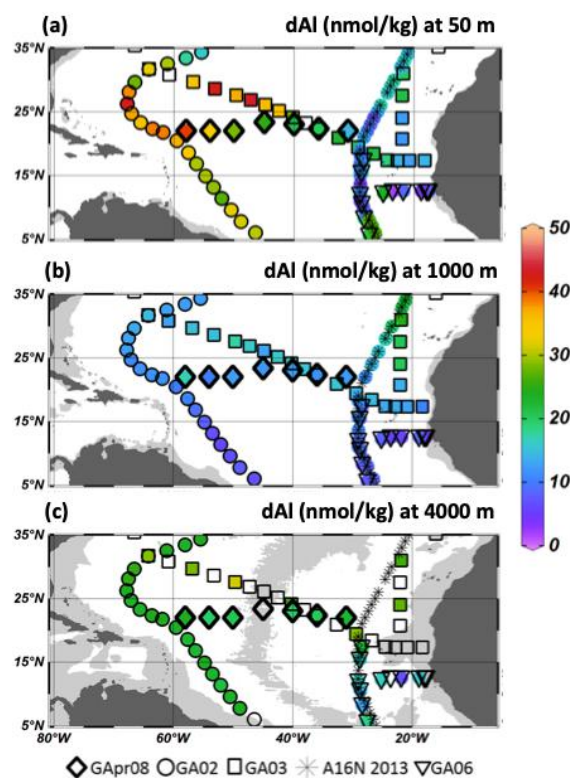 (a) dAl (nmol/kg) at 50 m
35°N
25°N
15°N
5°N
(b) dAl (nmol/kg) at 1000 m
35°N
25°N
15°N
5°N
(c) dAl (nmol/kg) at 4000 m
35°N
25°N
15°N
5°N
80°W 60°W 40°W 20°W
50
40
30
20
10
0
GApr08 GA02 GA03 A16N 2013 GA06